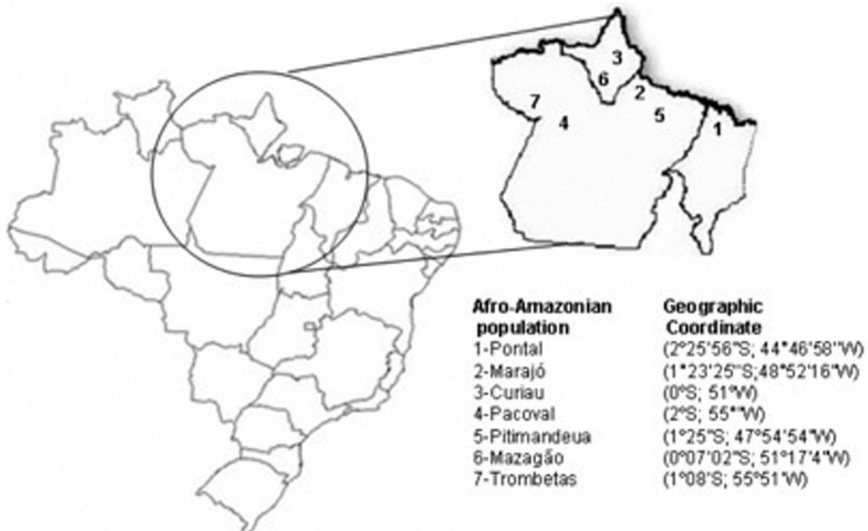 3
6
2
7
4
5
1
Afro-Amazonian population
Geographic Coordinate
1-Pontal (2°25'56"S; 44°46'58"W)
2-Marajó (1°23'25"S;48°52'16"W)
3-Curiau (0°S; 51°W)
4-Pacoval (2°S; 55°"W)
5-Pitimandeua (1°25"S; 47°54'54"W)
6-Mazagão (0°07'02"S; 51°17'4"W)
7-Trombetas (1°08'S; 55°51'W)